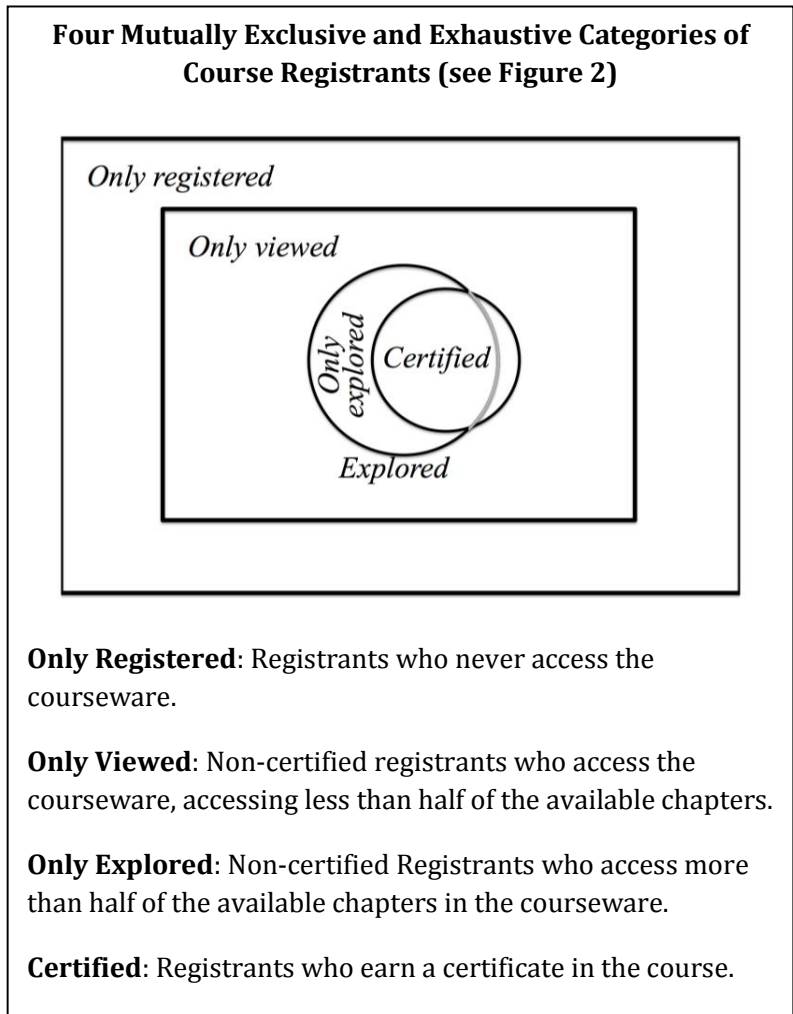 Four Mutually Exclusive and Exhaustive Categories of
Course Registrants (see Figure 2)
Only registered
Only viewed
Only
explored
Certified
Explored
Only Registered: Registrants who never access the
courseware.
Only Viewed: Non-certified registrants who access the
courseware, accessing less than half of the available chapters.
Only Explored: Non-certified Registrants who access more
than half of the available chapters in the courseware.
Certified: Registrants who earn a certificate in the course.